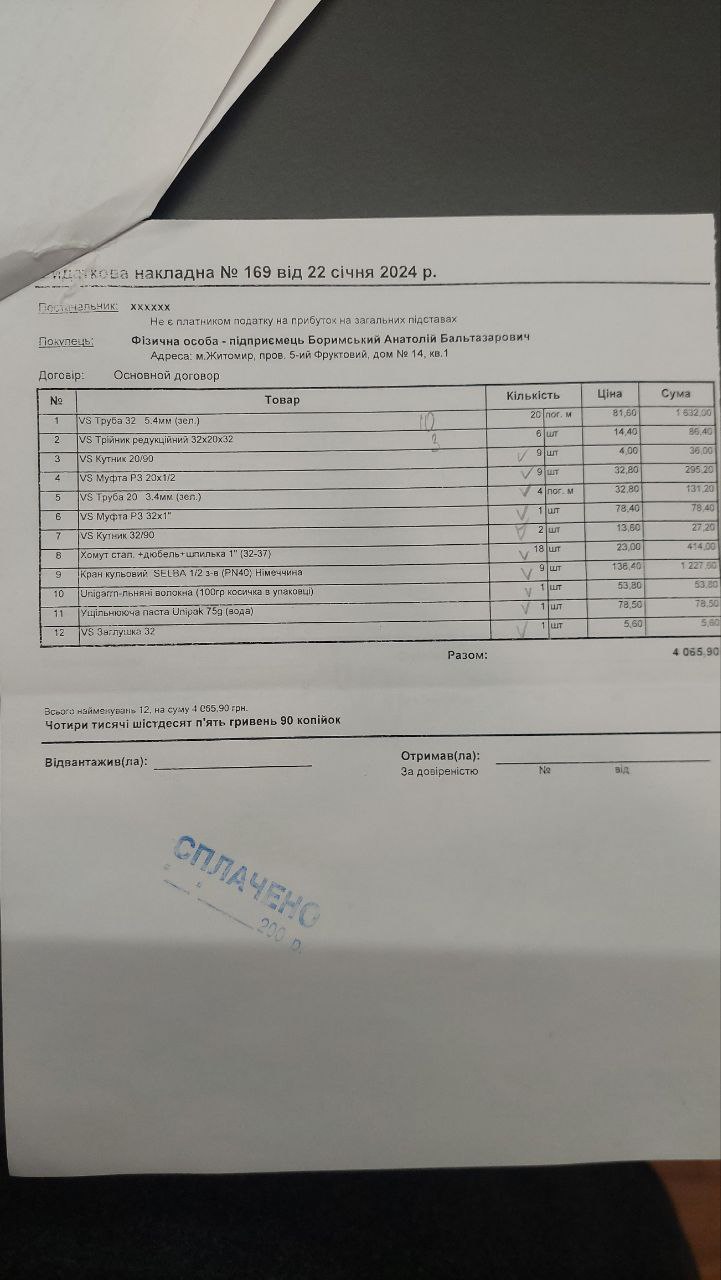 Видаткова накладна № 169 від 22 січня 2024 р.
Постачальник: xxxxxx
Не є платником податку на прибуток на загальних підставах
Покупець: Фізична особа - підприємець Боримський Анатолій Бальтазарович
Адреса: м.Житомир, пров. 5-ий Фруктовий, дом № 14, кв.1
Договір: Основной договор
№ Товар Кількість Ціна Сума
1 VS Труба 32 5.4мм (зел.) 10 20 пог. м 81,60 1 632,00
2 VS Трійник редукційний 32х20х32 3 6 шт 14,40 86,40
3 VS Кутник 20/90 9 шт 4,00 36,00
4 VS Муфта РЗ 20х1/2 9 шт 32,80 295,20
5 VS Труба 20 3.4мм (зел.) 4 пог. м 32,80 131,20
6 VS Муфта РЗ 32х1" 1 шт 78,40 78,40
7 VS Кутник 32/90 2 шт 13,60 27,20
8 Хомут стал. +дюбель+шпилька 1" (32-37) 18 шт 23,00 414,00
9 Кран кульовий SELBA 1/2 з-в (PN40) Німеччина 9 шт 136,40 1 227,60
10 Unigarn-льняні волокна (100гр косичка в упаковці) 1 шт 53,80 53,80
11 Ущільнююча паста Unipak 75g (вода) 1 шт 78,50 78,50
12 VS Заглушка 32 1 шт 5,60 5,60
Разом: 4 065,90
Всього найменувань 12, на суму 4 065,90 грн.
Чотири тисячі шістдесят п'ять гривень 90 копійок
Відвантажив(ла): Отримав(ла):
За довіреністю № від
СПЛАЧЕНО
200 р.